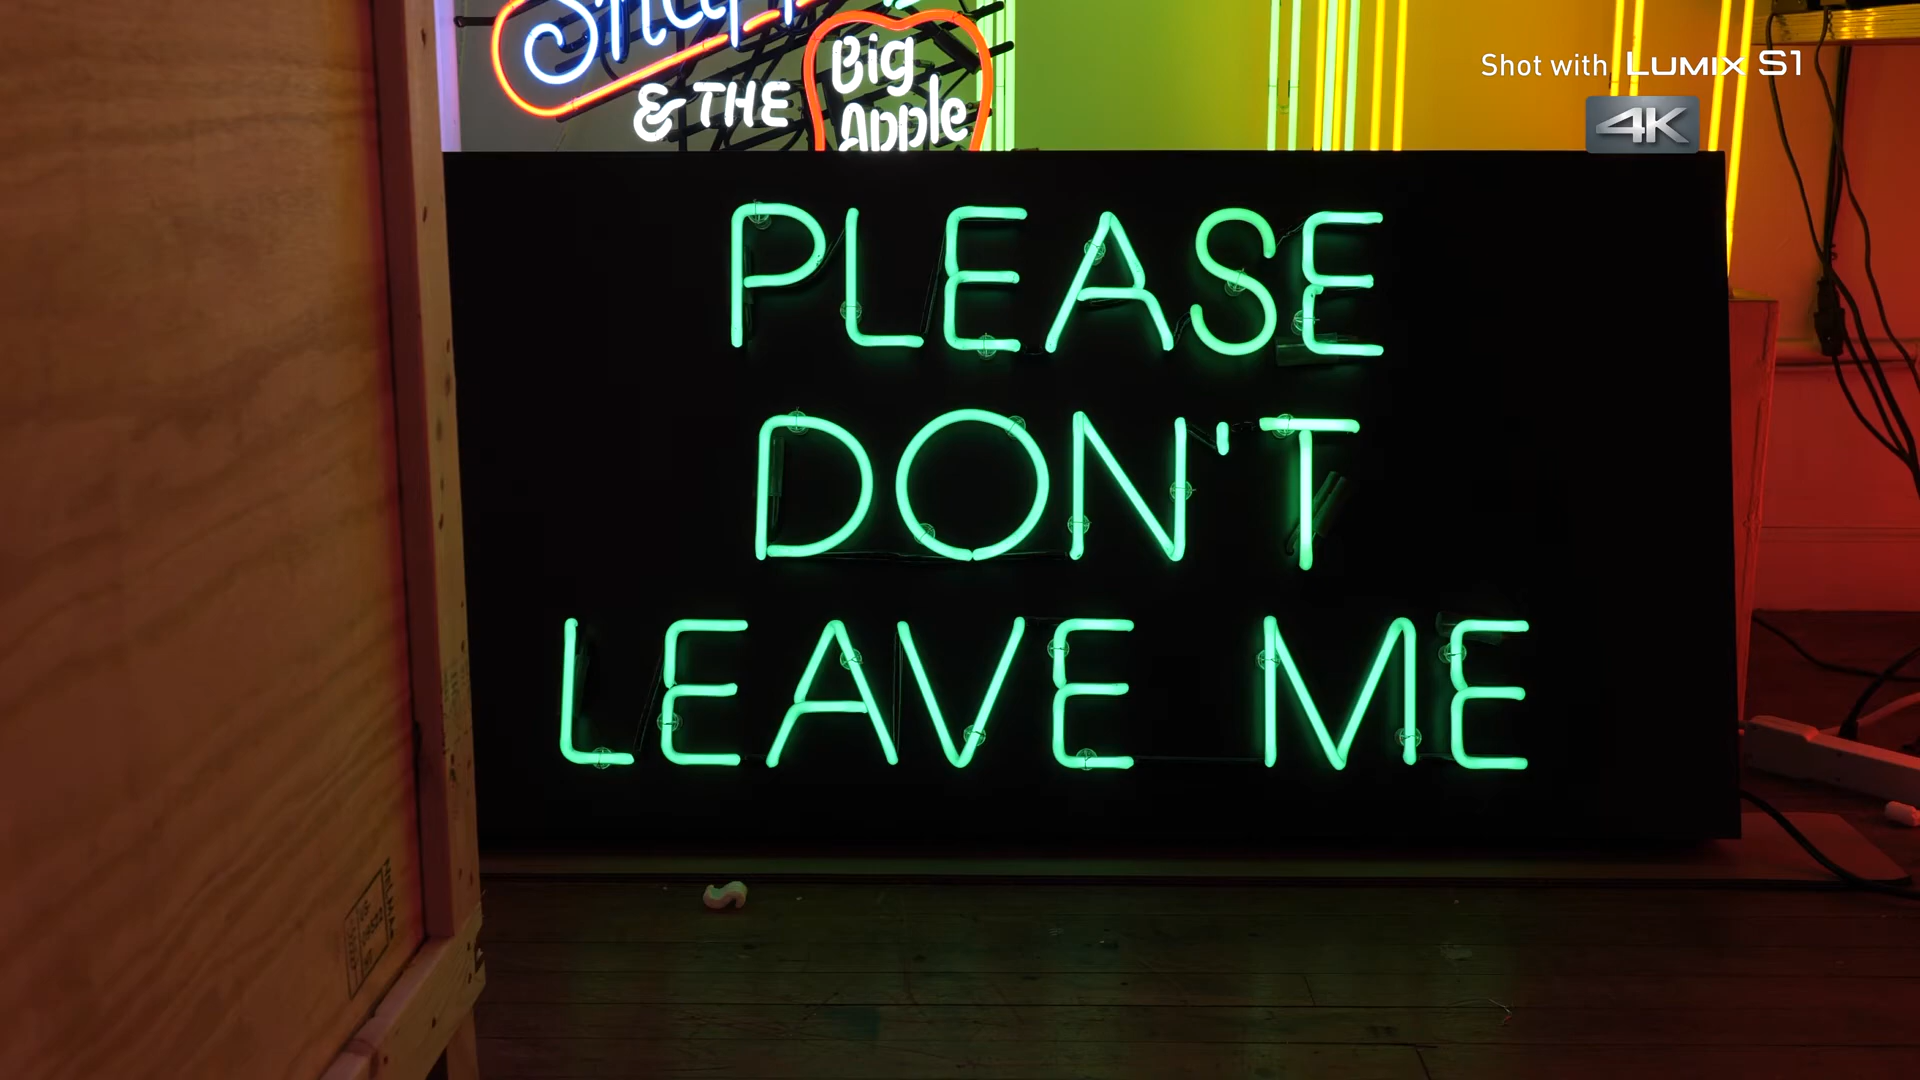 & THE
Big
Apple
Shot with LUMIX S1
4K
PLEASE
DON'T
LEAVE ME